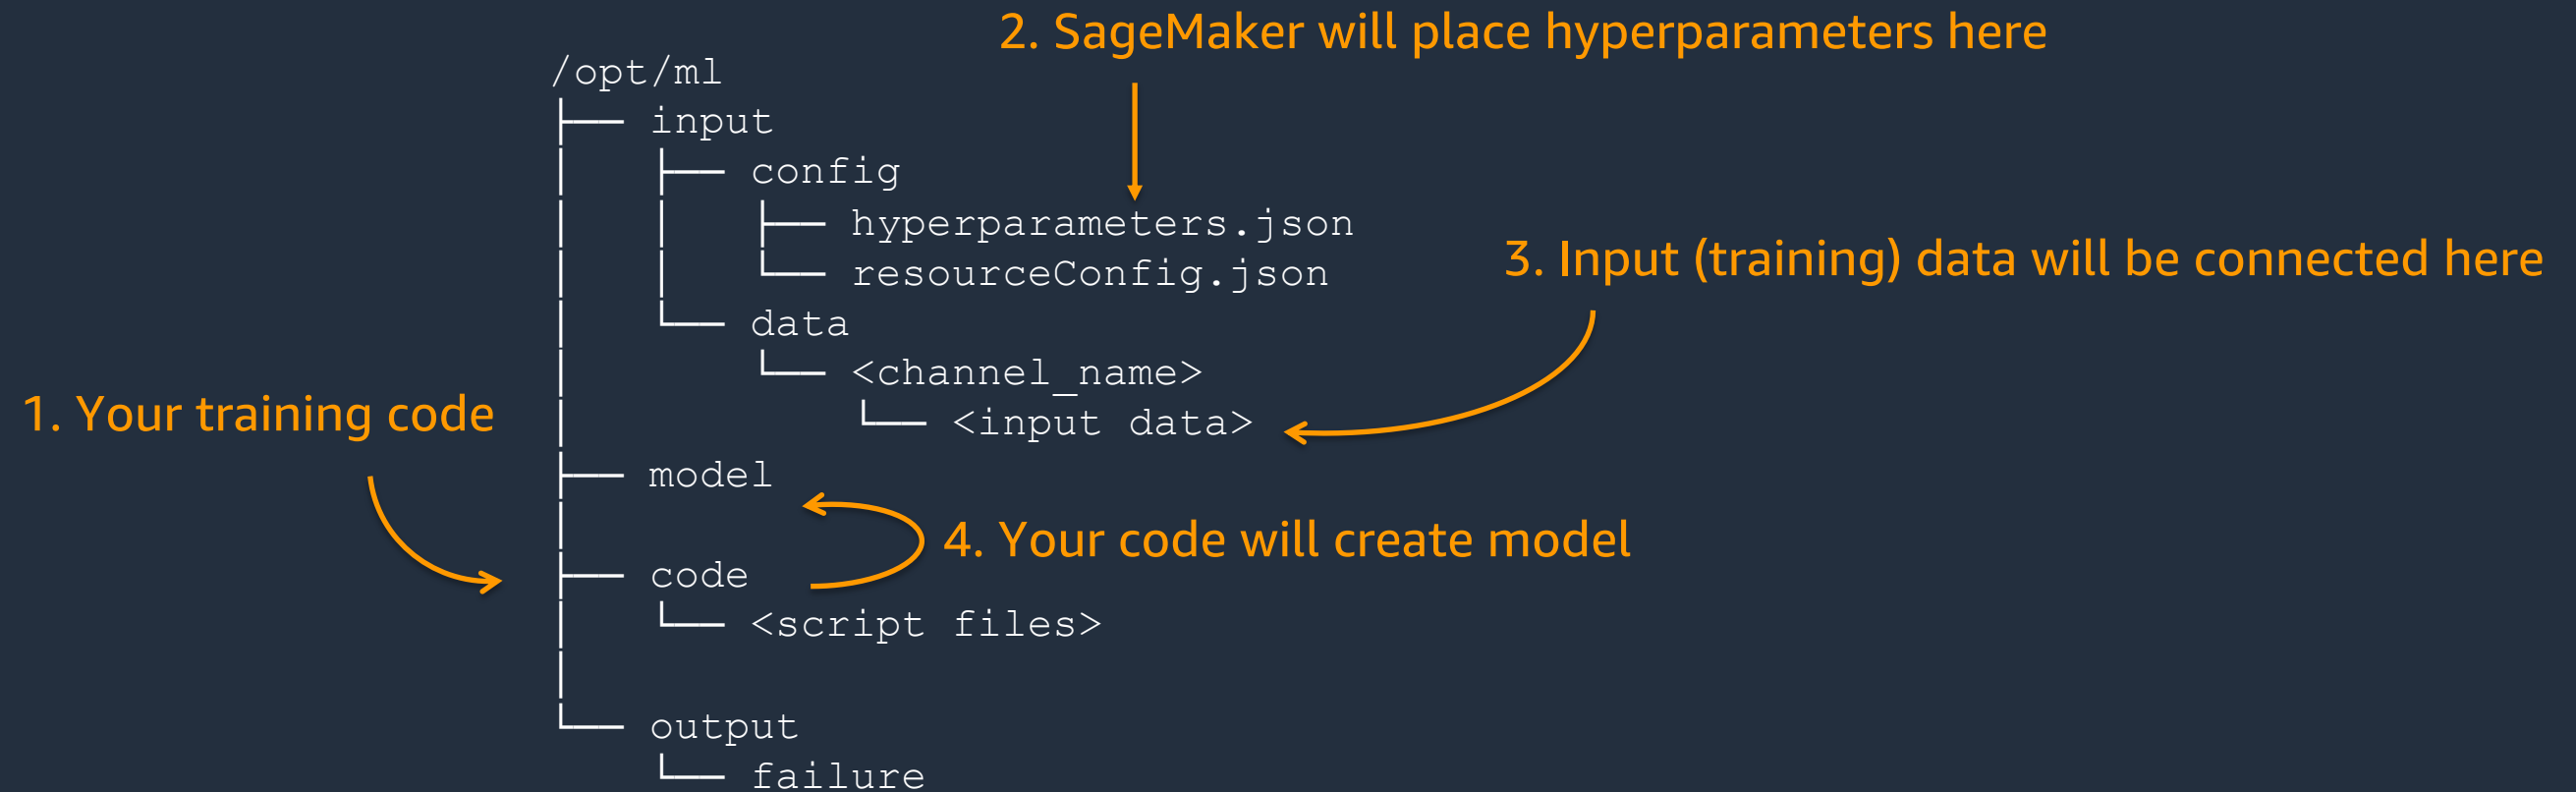 2. SageMaker will place hyperparameters here
/opt/ml
├── input
│   ├── config
│   │   ├── hyperparameters.json
│   │   └── resourceConfig.json
3. Input (training) data will be connected here
│   └── data
│       └── <channel_name>
1. Your training code
│           └── <input data>
├── model
│
4. Your code will create model
├── code
│   └── <script files>
│
└── output
    └── failure